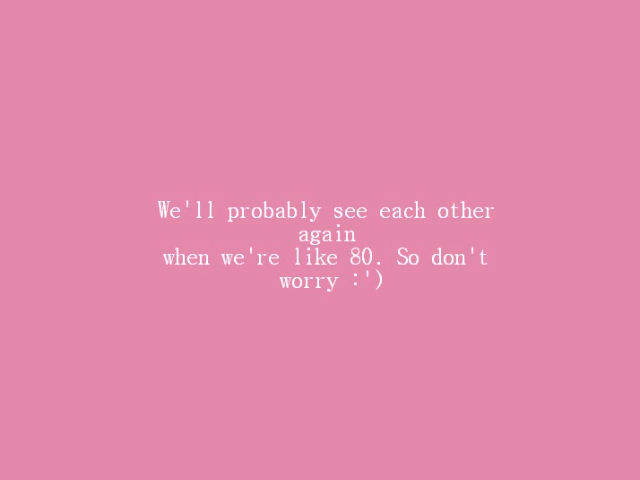 We'll probably see each other
again
when we're like 80. So don't
worry :')